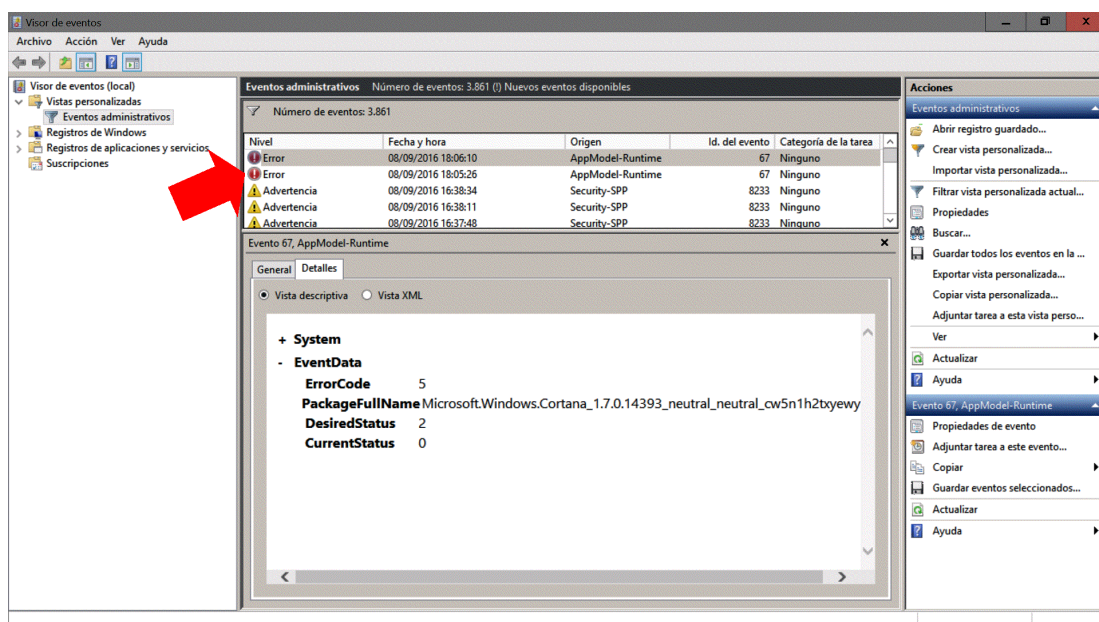 Visor de eventos
Archivo Acción Ver Ayuda
Visor de eventos (local)
Vistas personalizadas
Eventos administrativos
Registros de Windows
Registros de aplicaciones y servicios
Suscripciones
Eventos administrativos Número de eventos: 3.861 (!) Nuevos eventos disponibles
Número de eventos: 3.861
Nivel Fecha y hora Origen Id. del evento Categoría de la tarea
Error 08/09/2016 18:06:10 AppModel-Runtime 67 Ninguno
Error 08/09/2016 18:05:26 AppModel-Runtime 67 Ninguno
Advertencia 08/09/2016 16:38:34 Security-SPP 8233 Ninguno
Advertencia 08/09/2016 16:38:11 Security-SPP 8233 Ninguno
Advertencia 08/09/2016 16:37:48 Security-SPP 8233 Ninguno
Evento 67, AppModel-Runtime
General Detalles
Vista descriptiva Vista XML
+ System
- EventData
ErrorCode 5
PackageFullName Microsoft.Windows.Cortana_1.7.0.14393_neutral_neutral_cw5n1h2txyewy
DesiredStatus 2
CurrentStatus 0
Acciones
Eventos administrativos
Abrir registro guardado...
Crear vista personalizada...
Importar vista personalizada...
Filtrar vista personalizada actual...
Propiedades
Buscar...
Guardar todos los eventos en la ...
Exportar vista personalizada...
Copiar vista personalizada...
Adjuntar tarea a esta vista perso...
Ver
Actualizar
Ayuda
Evento 67, AppModel-Runtime
Propiedades de evento
Adjuntar tarea a este evento...
Copiar
Guardar eventos seleccionados...
Actualizar
Ayuda